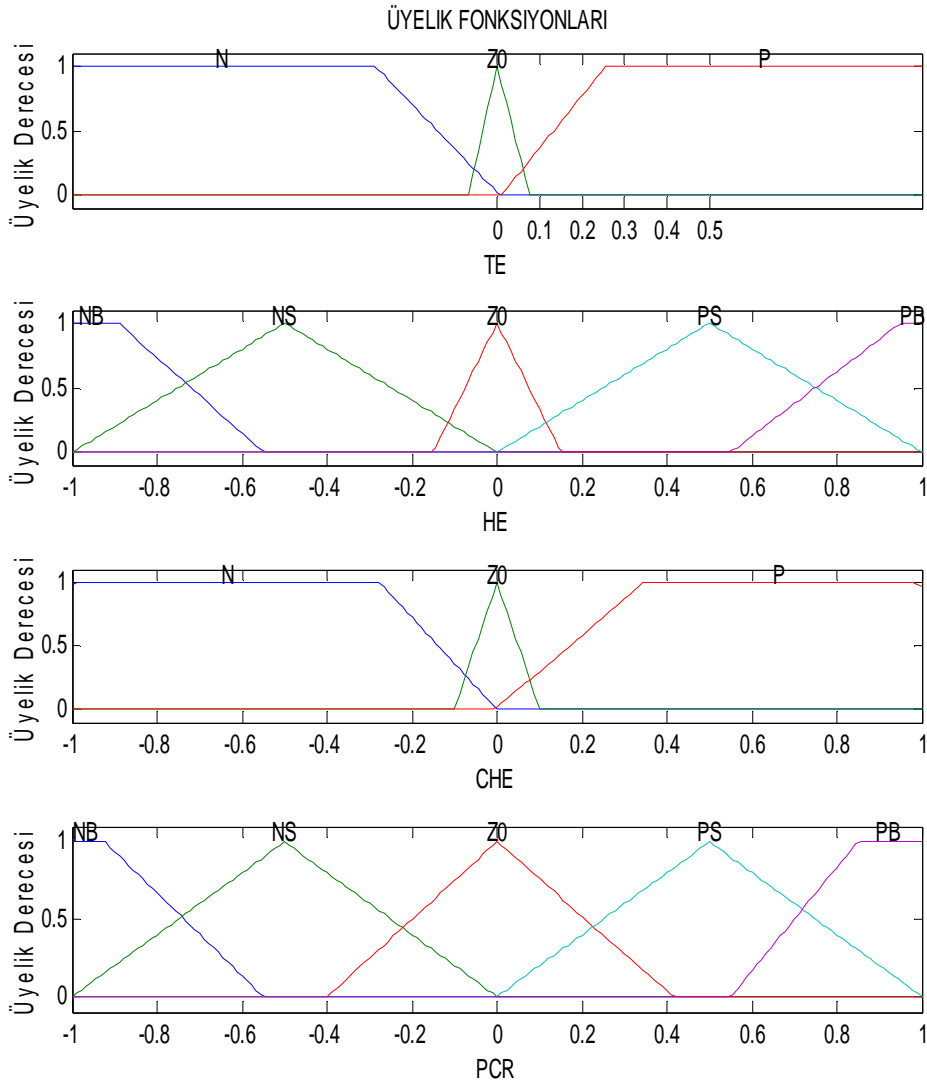 ÜYELIK FONKSIYONLARI
N Z0 P
1
0.5
0
Üyelik Derecesi
0 0.1 0.2 0.3 0.4 0.5
TE
NB NS Z0 PS PB
1
0.5
0
Üyelik Derecesi
-1 -0.8 -0.6 -0.4 -0.2 0 0.2 0.4 0.6 0.8 1
HE
N Z0 P
1
0.5
0
Üyelik Derecesi
-1 -0.8 -0.6 -0.4 -0.2 0 0.2 0.4 0.6 0.8 1
CHE
NB NS Z0 PS PB
1
0.5
0
Üyelik Derecesi
-1 -0.8 -0.6 -0.4 -0.2 0 0.2 0.4 0.6 0.8 1
PCR